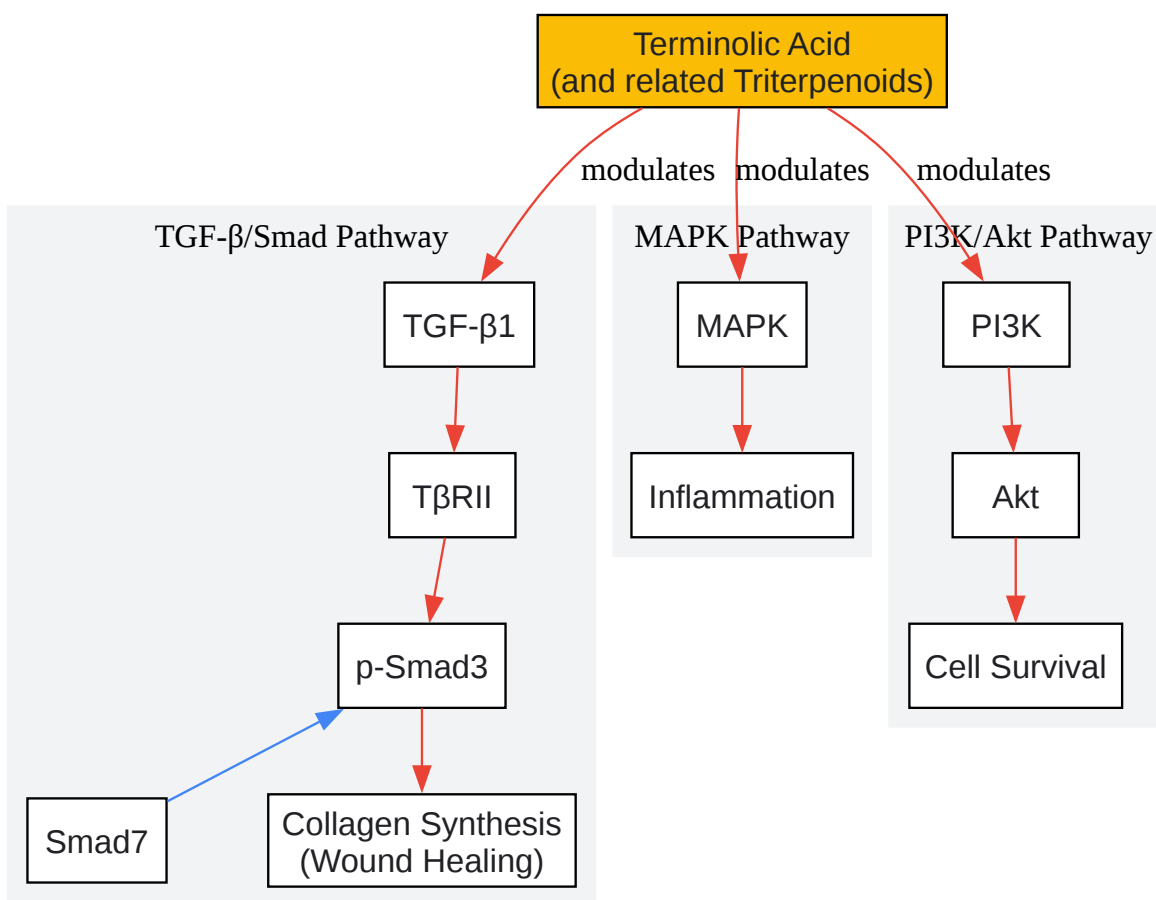 Terminolic Acid
(and related Triterpenoids)
modulates
modulates
modulates
TGF-β/Smad Pathway
MAPK Pathway
PI3K/Akt Pathway
TGF-β1
MAPK
PI3K
TβRII
Inflammation
Akt
p-Smad3
Cell Survival
Smad7
Collagen Synthesis
(Wound Healing)